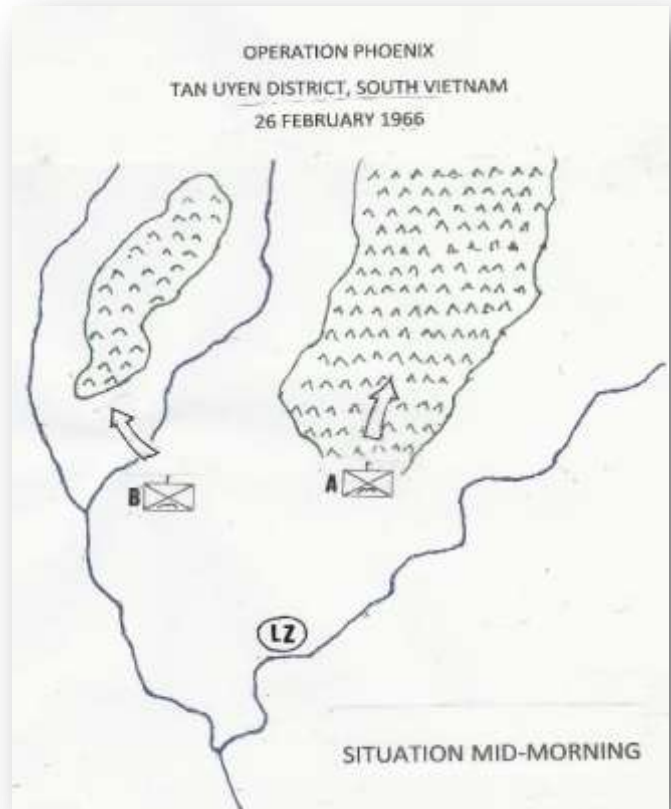 OPERATION PHOENIX
TAN UYEN DISTRICT, SOUTH VIETNAM
26 FEBRUARY 1966
B
A
LZ
SITUATION MID-MORNING